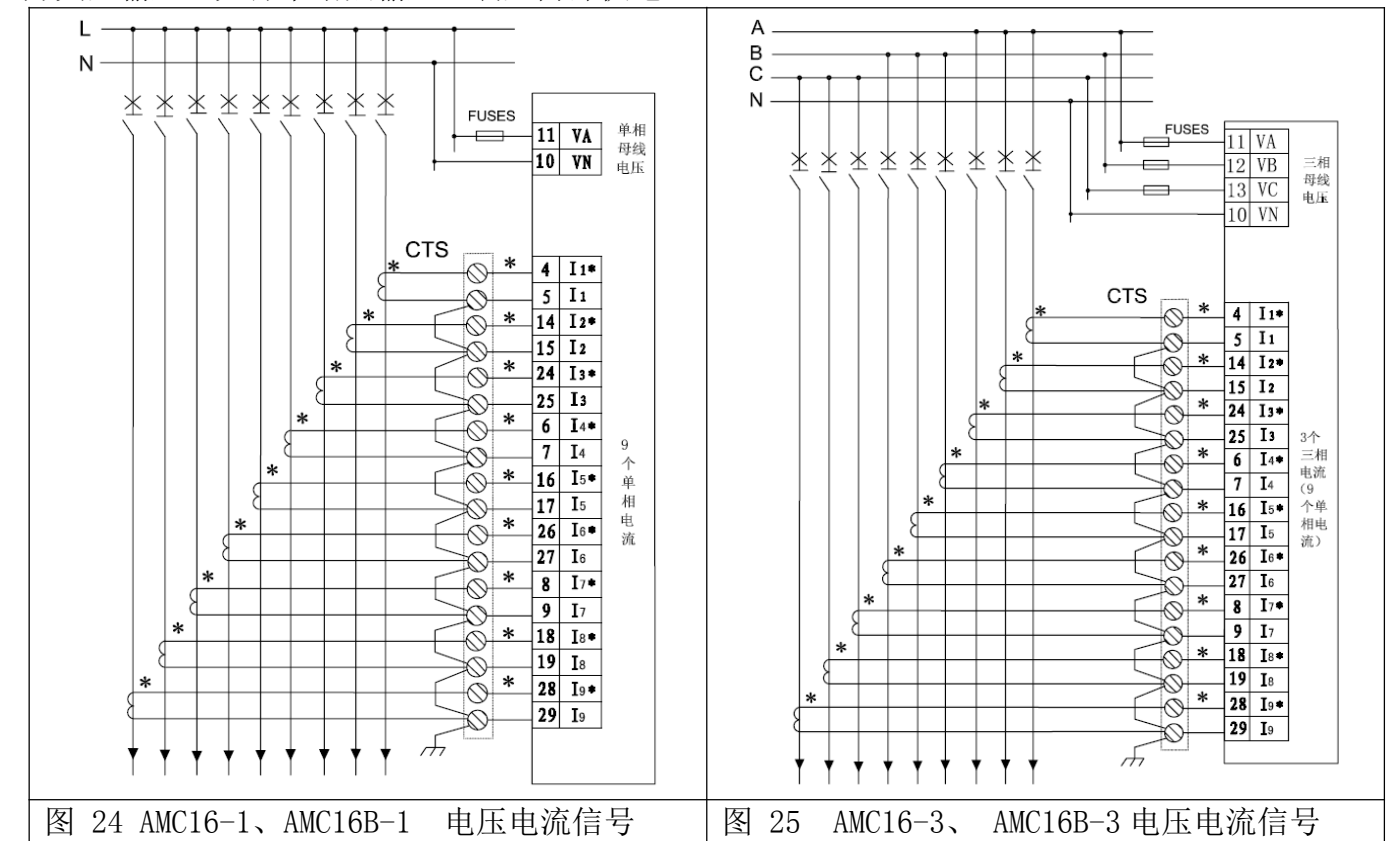 L
N
FUSES
11 VA
10 VN
单相
母线
电压
CTS
* * 4 I1*
5 I1
* * 14 I2*
15 I2
* * 24 I3*
25 I3
* * 6 I4*
7 I4
* * 16 I5*
17 I5
* * 26 I6*
27 I6
* * 8 I7*
9 I7
* * 18 I8*
19 I8
* * 28 I9*
29 I9
9
个
单
相
电
流
图 24 AMC16-1、AMC16B-1 电压电流信号
A
B
C
N
FUSES
11 VA
12 VB
13 VC
10 VN
三相
母线
电压
CTS
* * 4 I1*
5 I1
* * 14 I2*
15 I2
* * 24 I3*
25 I3
* * 6 I4*
7 I4
* * 16 I5*
17 I5
* * 26 I6*
27 I6
* * 8 I7*
9 I7
* * 18 I8*
19 I8
* * 28 I9*
29 I9
3个
三相
电流
(9
个单
相电
流)
图 25 AMC16-3、 AMC16B-3 电压电流信号